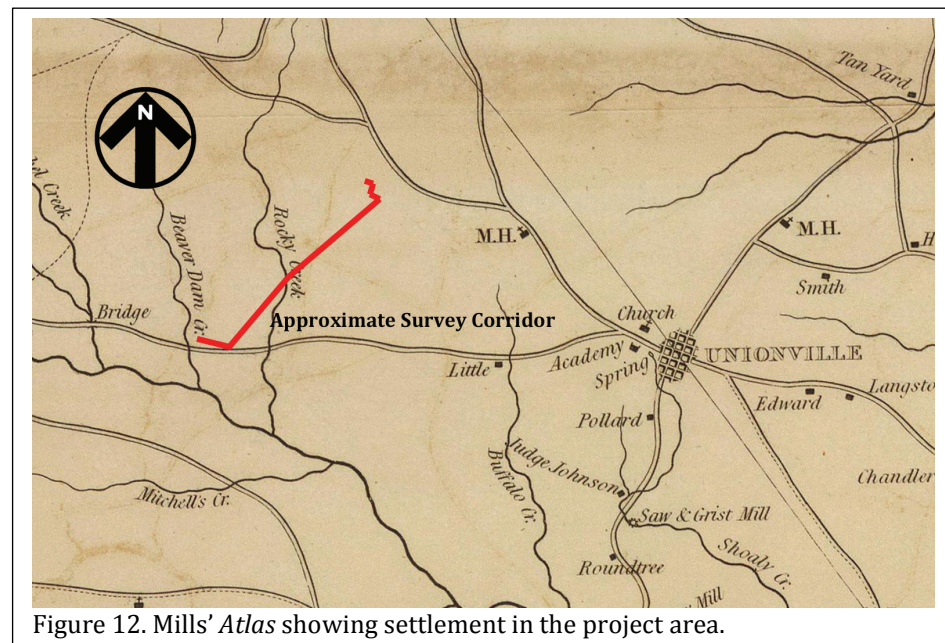 N
Tan Yard
Creek
Beaver Dam Cr.
Rocky Creek
M.H.
M.H.
H
Smith
Bridge
Approximate Survey Corridor
Church
Academy
Spring
UNIONVILLE
Little
Langsto
Edward
Pollard
Chandler
Judge Johnson
Buffalo Cr.
Mitchell's Cr.
Saw & Grist Mill
Shoaly Cr.
Roundtree
Mill
Figure 12. Mills' Atlas showing settlement in the project area.